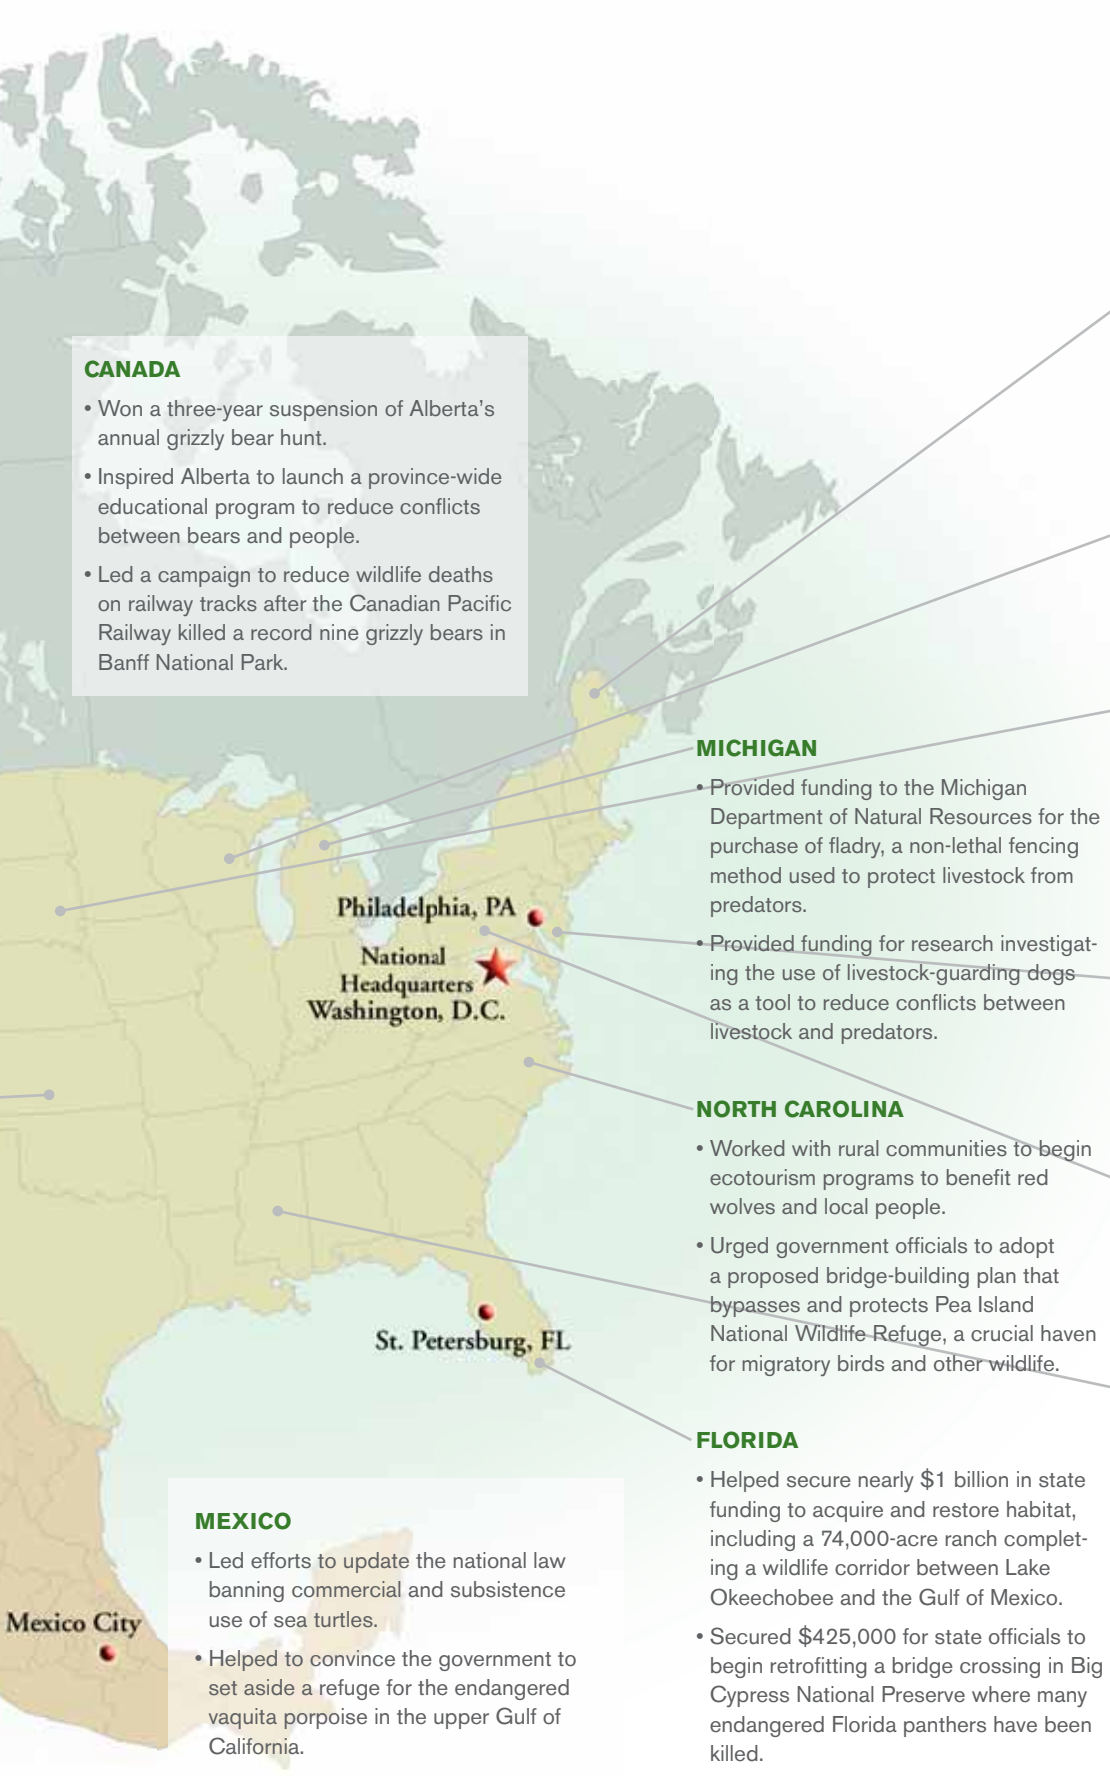 CANADA
• Won a three-year suspension of Alberta’s
annual grizzly bear hunt.
• Inspired Alberta to launch a province-wide
educational program to reduce conflicts
between bears and people.
• Led a campaign to reduce wildlife deaths
on railway tracks after the Canadian Pacific
Railway killed a record nine grizzly bears in
Banff National Park.
MICHIGAN
• Provided funding to the Michigan
Department of Natural Resources for the
purchase of fladry, a non-lethal fencing
method used to protect livestock from
predators.
• Provided funding for research investigat-
ing the use of livestock-guarding dogs
as a tool to reduce conflicts between
livestock and predators.
Philadelphia, PA
National
Headquarters
Washington, D.C.
NORTH CAROLINA
• Worked with rural communities to begin
ecotourism programs to benefit red
wolves and local people.
• Urged government officials to adopt
a proposed bridge-building plan that
bypasses and protects Pea Island
National Wildlife Refuge, a crucial haven
for migratory birds and other wildlife.
St. Petersburg, FL
FLORIDA
• Helped secure nearly $1 billion in state
funding to acquire and restore habitat,
including a 74,000-acre ranch complet-
ing a wildlife corridor between Lake
Okeechobee and the Gulf of Mexico.
• Secured $425,000 for state officials to
begin retrofitting a bridge crossing in Big
Cypress National Preserve where many
endangered Florida panthers have been
killed.
MEXICO
• Led efforts to update the national law
banning commercial and subsistence
use of sea turtles.
• Helped to convince the government to
set aside a refuge for the endangered
vaquita porpoise in the upper Gulf of
California.
Mexico City